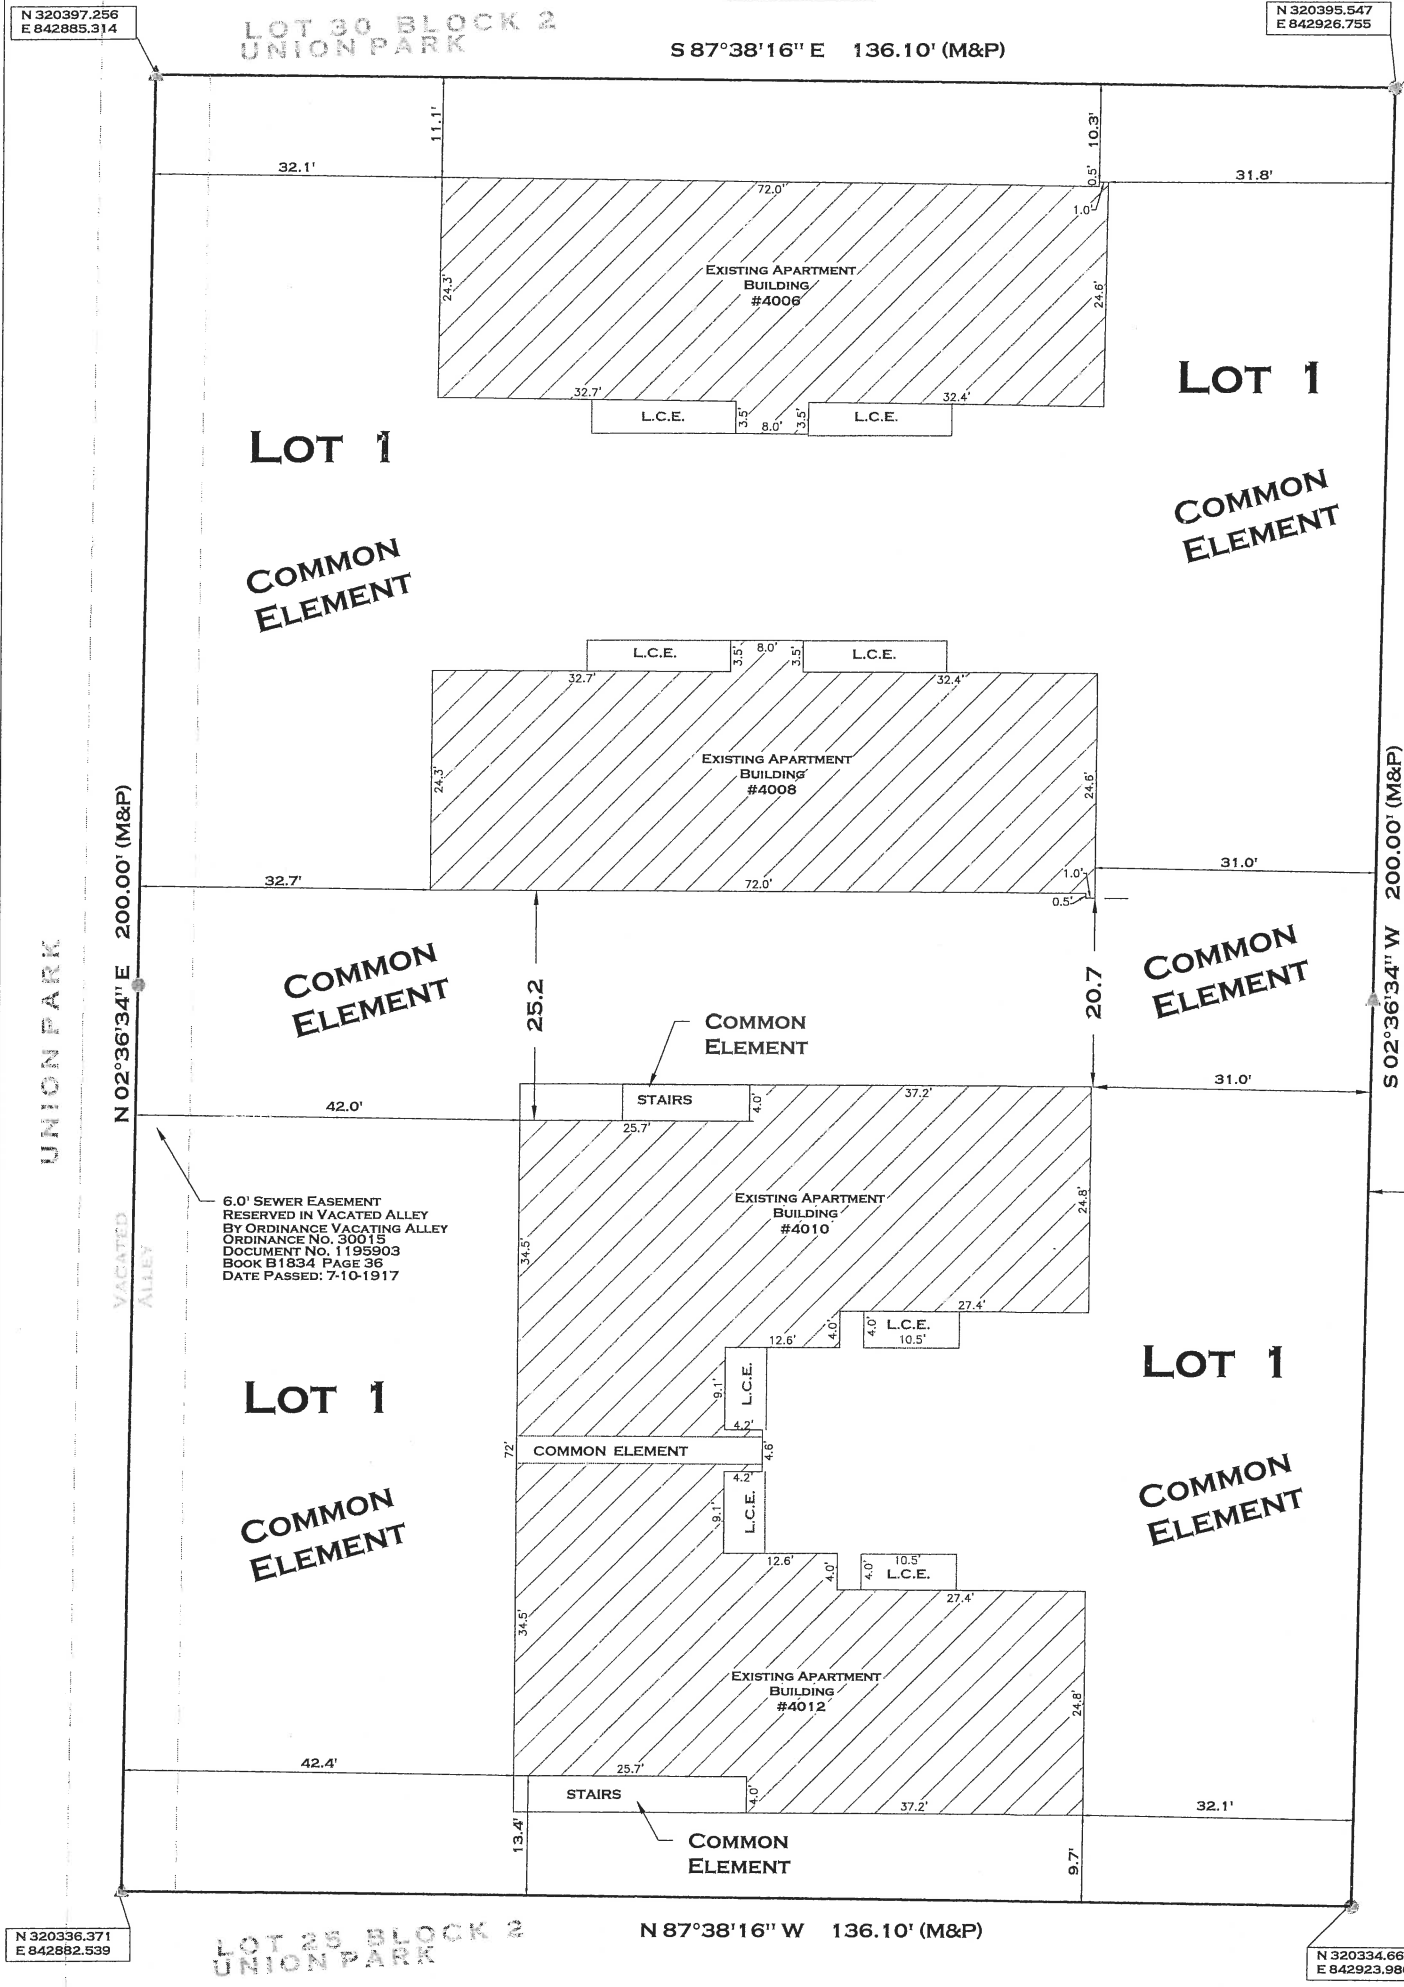 N 320397.256
E 842885.314
LOT 30 BLOCK 2
UNION PARK
S 87°38'16" E 136.10' (M&P)
N 320395.547
E 842926.755
11.1'
10.3'
32.1'
72.0'
0.5'
1.0'
31.8'
24.3'
EXISTING APARTMENT
BUILDING
#4006
24.6'
LOT 1
32.7'
L.C.E.
3.5'
8.0'
3.5'
L.C.E.
32.4'
LOT 1
COMMON
ELEMENT
COMMON
ELEMENT
L.C.E.
3.5'
8.0'
3.5'
L.C.E.
32.7'
32.4'
24.3'
EXISTING APARTMENT
BUILDING
#4008
24.6'
N 02°36'34" E 200.00' (M&P)
S 02°36'34" W 200.00' (M&P)
32.7'
72.0'
1.0'
0.5'
31.0'
UNION PARK
COMMON
ELEMENT
25.2
20.7
COMMON
ELEMENT
COMMON
ELEMENT
STAIRS
4.0'
37.2'
31.0'
42.0'
25.7'
6.0' SEWER EASEMENT
RESERVED IN VACATED ALLEY
BY ORDINANCE VACATING ALLEY
ORDINANCE NO. 30015
DOCUMENT NO. 1195903
BOOK B1834 PAGE 36
DATE PASSED: 7-10-1917
VACATED
ALLEY
34.5'
EXISTING APARTMENT
BUILDING
#4010
24.8'
27.4'
12.6'
4.0'
4.0'
L.C.E.
10.5'
LOT 1
9.1'
L.C.E.
4.2'
LOT 1
72'
COMMON ELEMENT
4.6'
4.2'
9.1'
L.C.E.
COMMON
ELEMENT
COMMON
ELEMENT
12.6'
4.0'
4.0'
10.5'
L.C.E.
27.4'
34.5'
EXISTING APARTMENT
BUILDING
#4012
24.8'
42.4'
25.7'
STAIRS
4.0'
37.2'
32.1'
13.4'
COMMON
ELEMENT
9.7'
N 320336.371
E 842882.539
LOT 25 BLOCK 2
UNION PARK
N 87°38'16" W 136.10' (M&P)
N 320334.66
E 842923.98